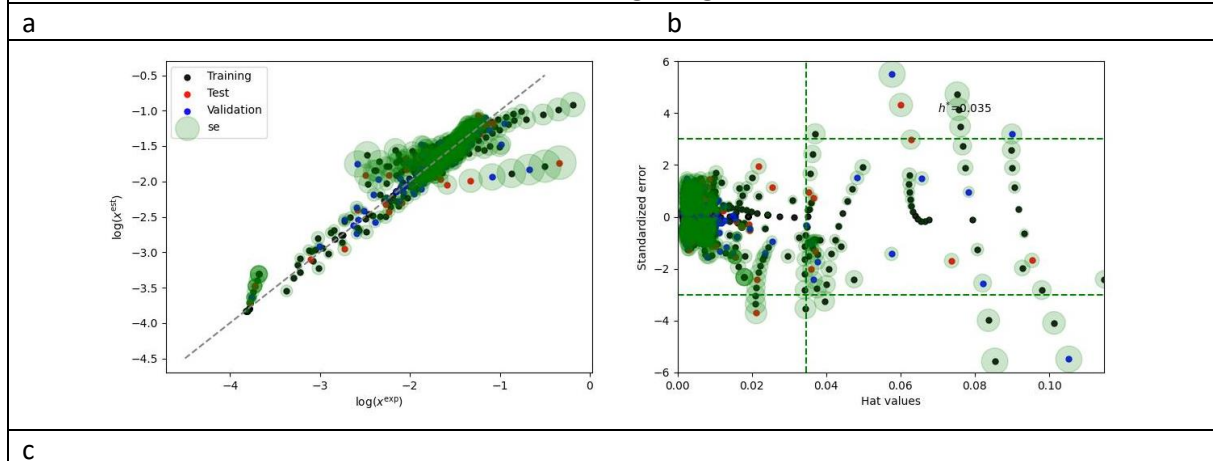 a
b
−0.5
−1.0
−1.5
−2.0
−2.5
−3.0
−3.5
−4.0
−4.5
−4
−3
−2
−1
0
log(x^est)
log(x^exp)
Training
Test
Validation
se
6
4
2
0
−2
−4
−6
0.00
0.02
0.04
0.06
0.08
0.10
Standardized error
Hat values
h*=0.035
c